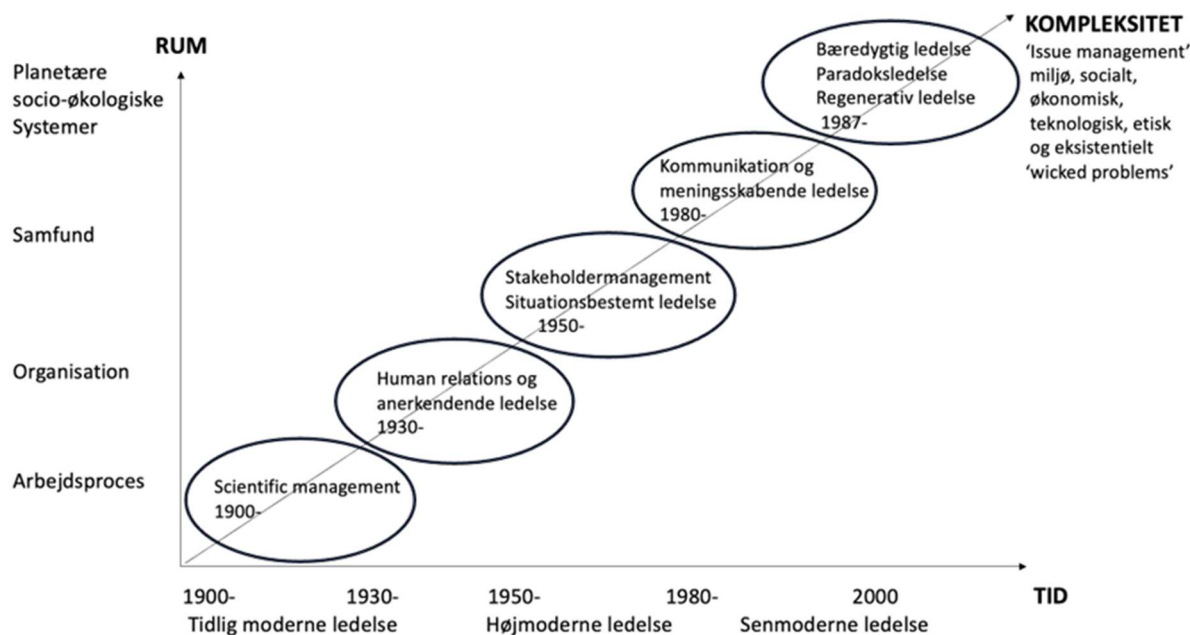 RUM
Planetære
socio-økologiske
Systemer
Samfund
Organisation
Arbejdsproces
KOMPLEKSITET
‘Issue management’
miljø, socialt,
økonomisk,
teknologisk, etisk
og eksistentielt
‘wicked problems’
Bæredygtig ledelse
Paradoksledelse
Regenerativ ledelse
1987-
Kommunikation og
meningsskabende ledelse
1980-
Stakeholdermanagement
Situationsbestemt ledelse
1950-
Human relations og
anerkendende ledelse
1930-
Scientific management
1900-
1900- 1930- 1950- 1980- 2000 TID
Tidlig moderne ledelse Højmoderne ledelse Senmoderne ledelse